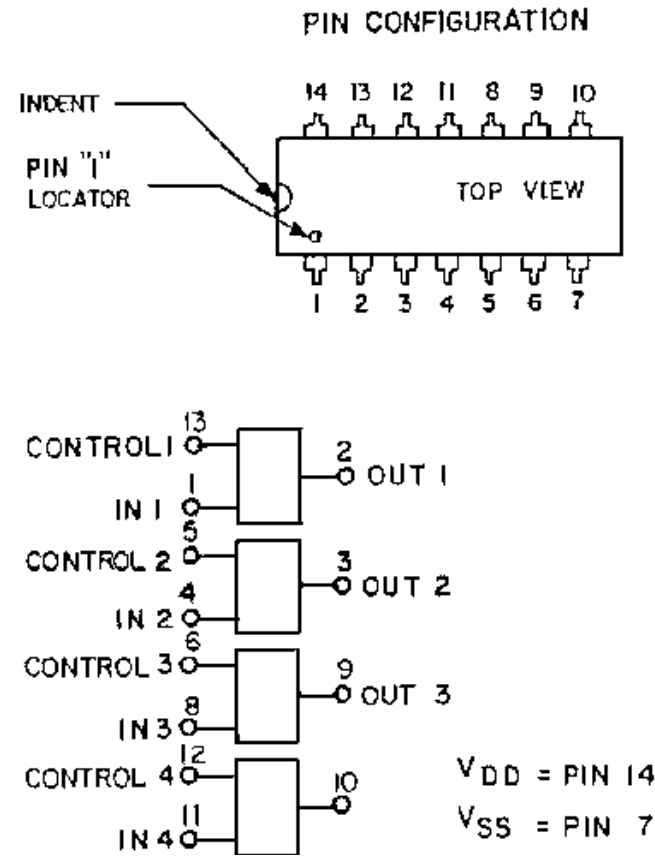 PIN CONFIGURATION
14 13 12 11 8 9 10
INDENT
PIN "1"
LOCATOR
TOP VIEW
1 2 3 4 5 6 7
13
CONTROL 1
2
OUT 1
1
IN 1
5
CONTROL 2
3
OUT 2
4
IN 2
6
CONTROL 3
9
OUT 3
8
IN 3
12
CONTROL 4
10
11
IN 4
VDD = PIN 14
VSS = PIN 7